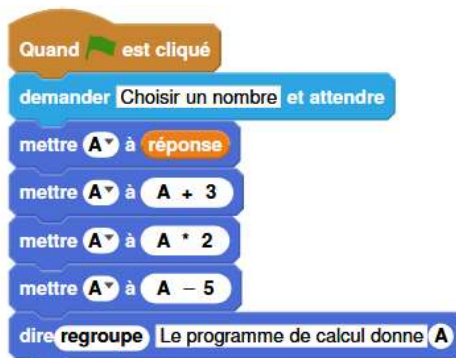 Quand est cliqué
demander Choisir un nombre et attendre
mettre A à réponse
mettre A à A + 3
mettre A à A * 2
mettre A à A − 5
dire regroupe Le programme de calcul donne A